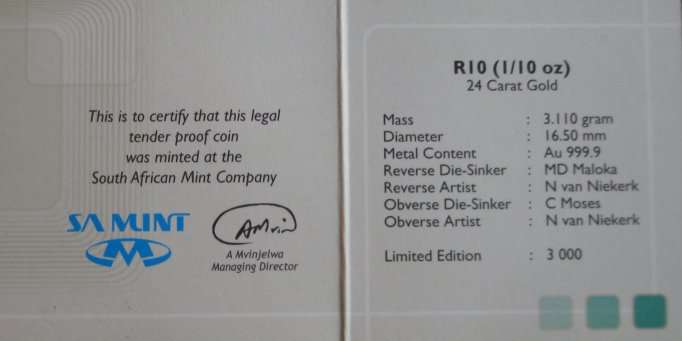 This is to certify that this legal
tender proof coin
was minted at the
South African Mint Company
SA MINT
A Mvinjelwa
Managing Director
R10 (1/10 oz)
24 Carat Gold
Mass : 3.110 gram
Diameter : 16.50 mm
Metal Content : Au 999.9
Reverse Die-Sinker : MD Maloka
Reverse Artist : N van Niekerk
Obverse Die-Sinker : C Moses
Obverse Artist : N van Niekerk
Limited Edition : 3 000